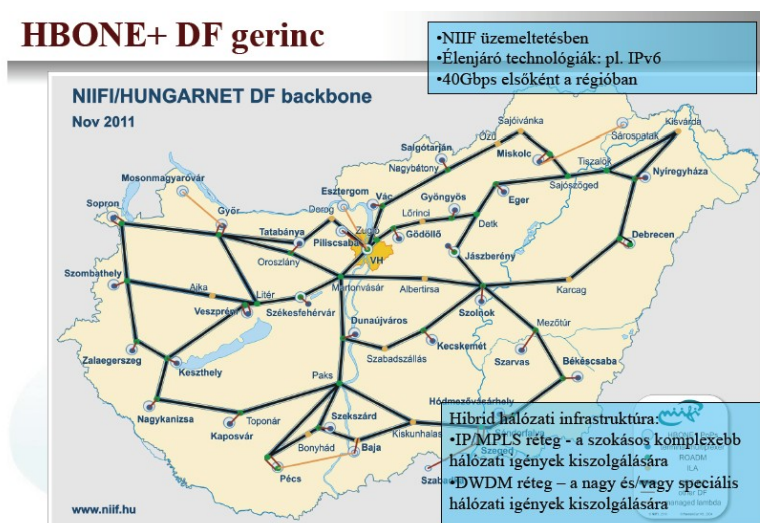 HBONE+ DF gerinc
•NIIF üzemeltetésben
•Élenjáró technológiák: pl. IPv6
•40Gbps elsőként a régióban
NIIFI/HUNGARNET DF backbone
Nov 2011
Sajóivánka
Ózd
Kisvárda
Sárospatak
Miskolc
Salgótarján
Tiszalök
Nagybátony
Nyíregyháza
Sajószöged
Mosonmagyaróvár
Esztergom
Vác
Gyöngyös
Eger
Sopron
Győr
Dorog
Lőrinci
Tatabánya
Zugló
Detk
Piliscsaba
Gödöllő
Debrecen
Oroszlány
VH
Jászberény
Szombathely
Ajka
Litér
Martonvásár
Albertirsa
Karcag
Veszprém
Székesfehérvár
Szolnok
Dunaújváros
Mezőtúr
Kecskemét
Szabadszállás
Szarvas
Zalaegerszeg
Keszthely
Békéscsaba
Paks
Hódmezővásárhely
Nagykanizsa
Toponár
Szekszárd
Kaposvár
Bonyhád
Baja
Kiskunhalas
Szeged
Pécs
www.niif.hu
Hibrid hálózati infrastruktúra:
•IP/MPLS réteg - a szokásos komplexebb
hálózati igények kiszolgálására
•DWDM réteg – a nagy és/vagy speciális
hálózati igények kiszolgálására
niifi
ROADM
ILA